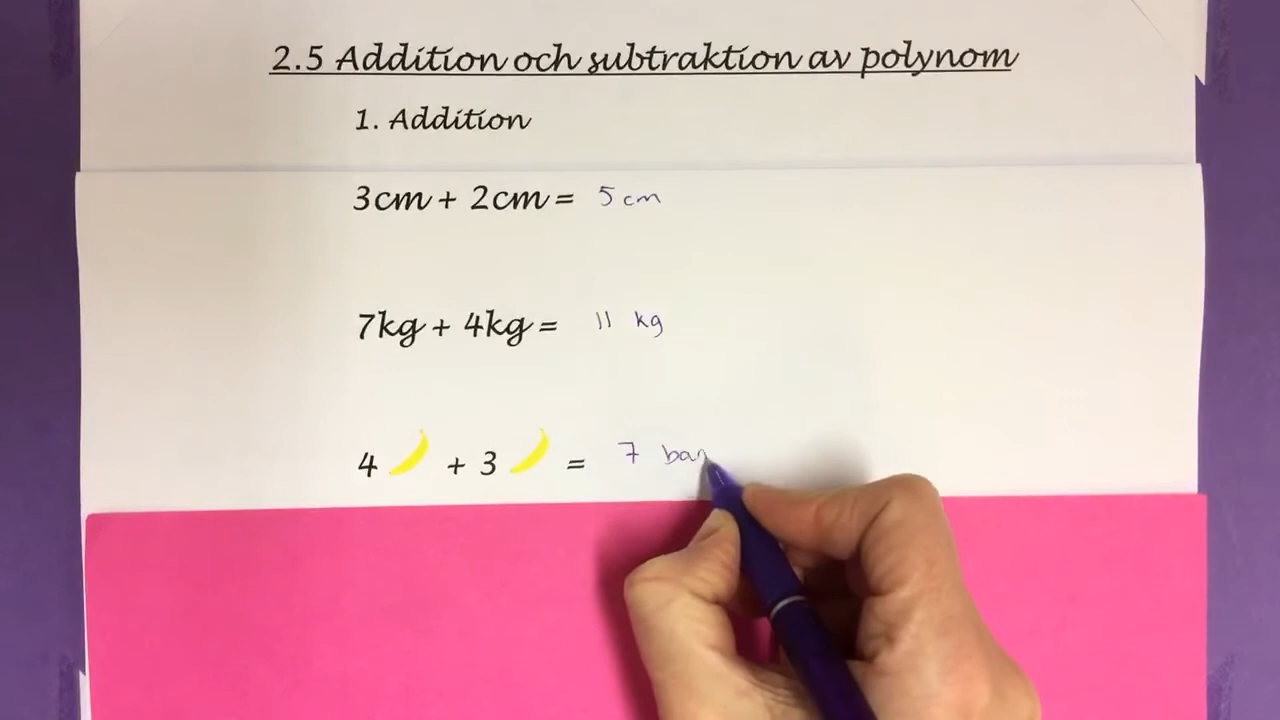 2.5 Addition och subtraktion av polynom
1. Addition
3cm + 2cm = 5 cm
7kg + 4kg = 11 kg
4 + 3 = 7 ban